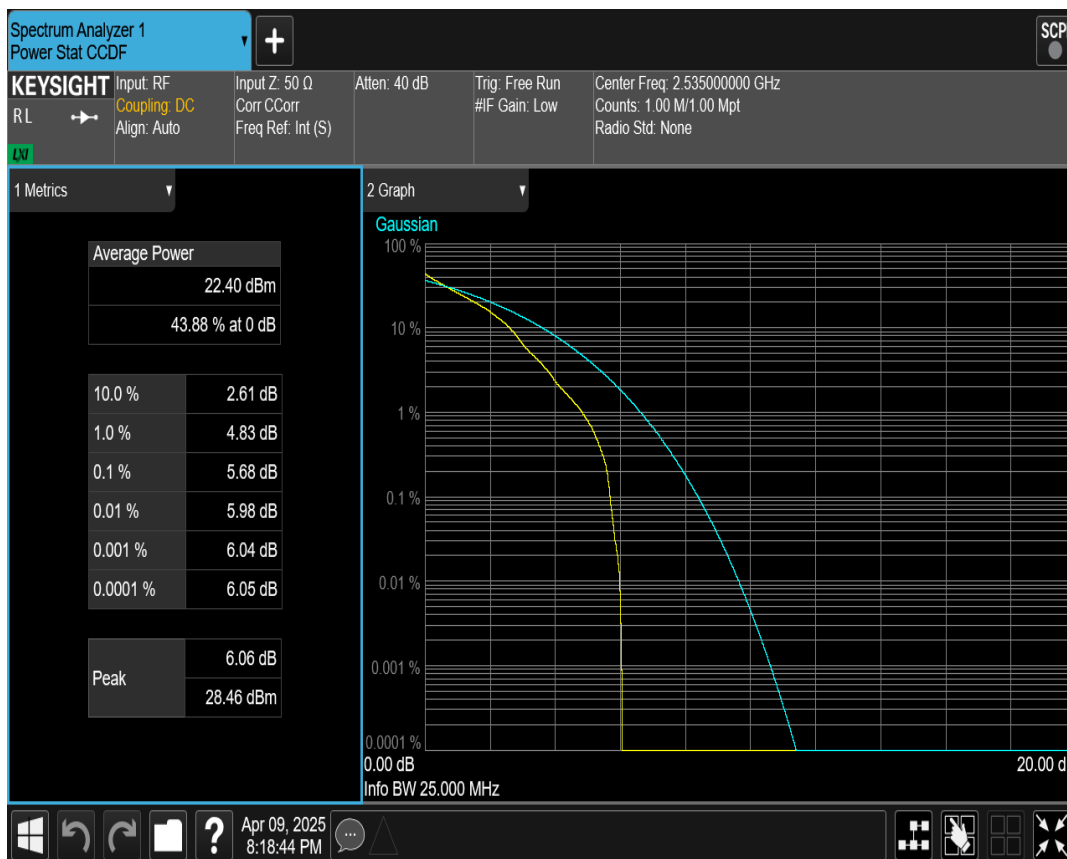 Spectrum Analyzer 1
Power Stat CCDF
+
SCP
KEYSIGHT
RL
LXI
Input: RF
Coupling: DC
Align: Auto
Input Z: 50 Ω
Corr CCorr
Freq Ref: Int (S)
Atten: 40 dB
Trig: Free Run
#IF Gain: Low
Center Freq: 2.535000000 GHz
Counts: 1.00 M/1.00 Mpt
Radio Std: None
1 Metrics
Average Power
22.40 dBm
43.88 % at 0 dB
10.0 % 2.61 dB
1.0 % 4.83 dB
0.1 % 5.68 dB
0.01 % 5.98 dB
0.001 % 6.04 dB
0.0001 % 6.05 dB
Peak
6.06 dB
28.46 dBm
2 Graph
Gaussian
100 %
10 %
1 %
0.1 %
0.01 %
0.001 %
0.0001 %
0.00 dB
20.00 d
Info BW 25.000 MHz
?
Apr 09, 2025
8:18:44 PM